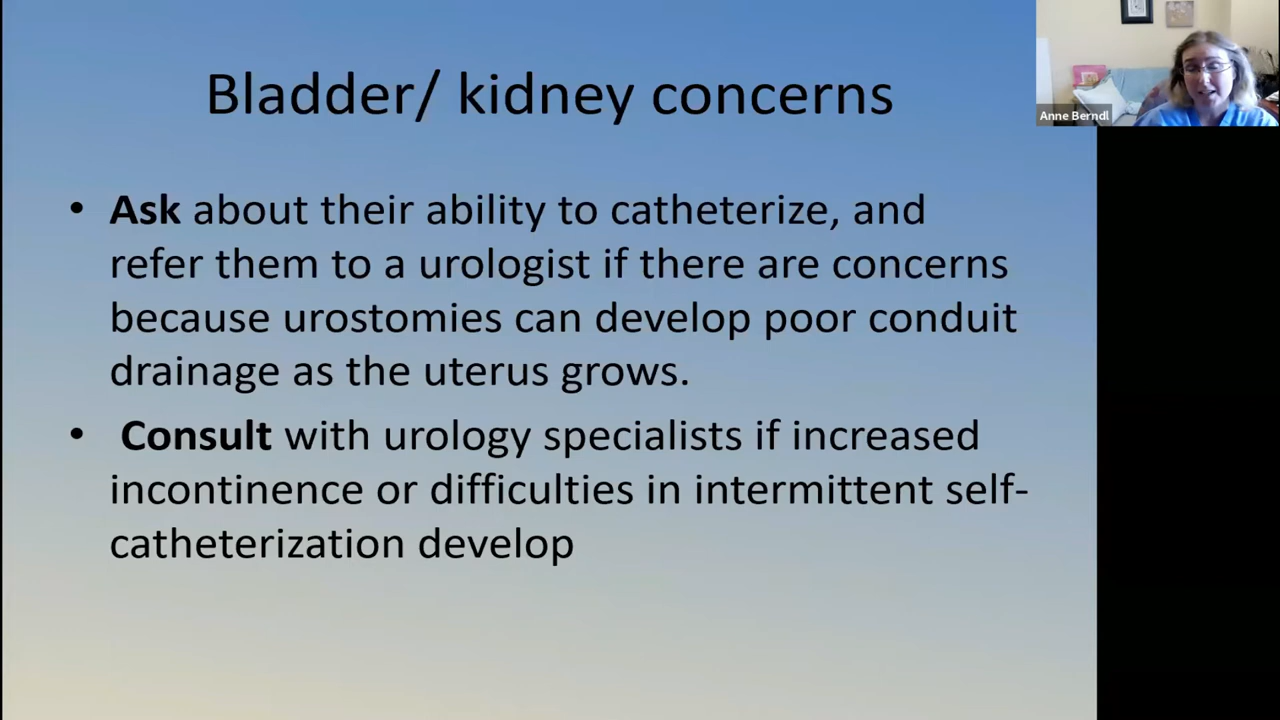 Bladder/ kidney concerns
Anne Berndl
• Ask about their ability to catheterize, and
refer them to a urologist if there are concerns
because urostomies can develop poor conduit
drainage as the uterus grows.
• Consult with urology specialists if increased
incontinence or difficulties in intermittent self-
catheterization develop